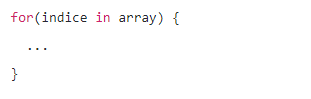 for(indice in array) {
...
}